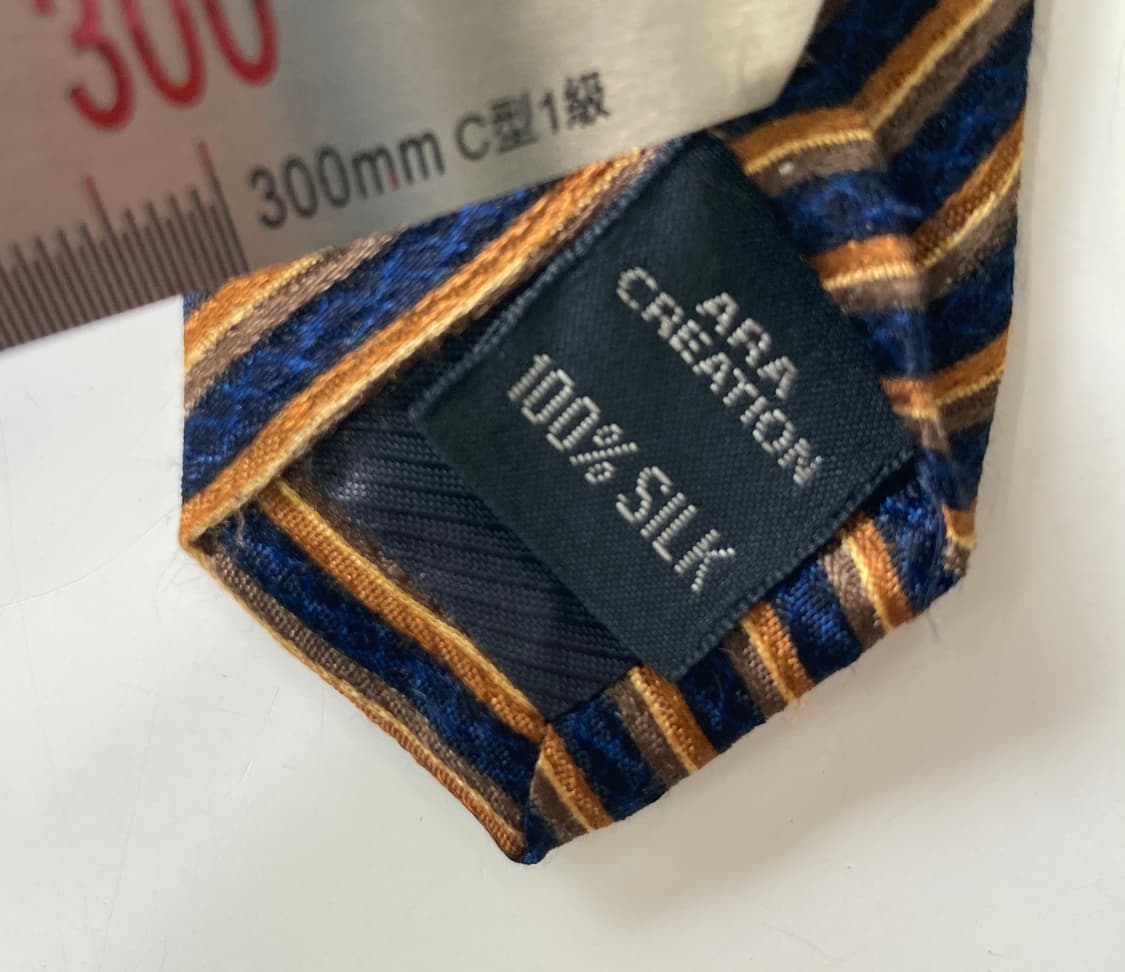 300
300mm C型1級
ARA
CREATION
100% SILK